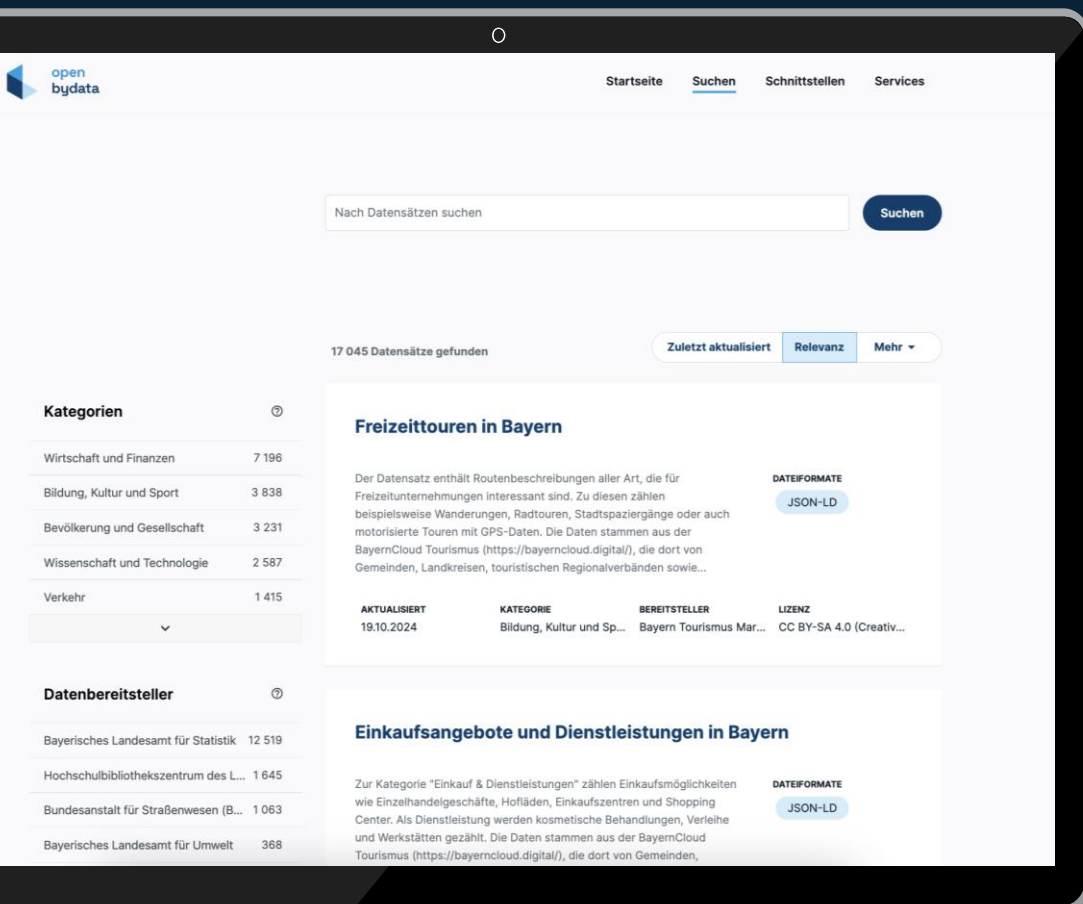 open
bydata
Startseite Suchen Schnittstellen Services
Nach Datensätzen suchen
Suchen
17 045 Datensätze gefunden
Zuletzt aktualisiert Relevanz Mehr
Kategorien
Wirtschaft und Finanzen 7 196
Bildung, Kultur und Sport 3 838
Bevölkerung und Gesellschaft 3 231
Wissenschaft und Technologie 2 587
Verkehr 1 415
Datenbereitsteller
Bayerisches Landesamt für Statistik 12 519
Hochschulbibliothekszentrum des L... 1 645
Bundesanstalt für Straßenwesen (B... 1 063
Bayerisches Landesamt für Umwelt 368
Freizeittouren in Bayern
Der Datensatz enthält Routenbeschreibungen aller Art, die für
Freizeitunternehmungen interessant sind. Zu diesen zählen
beispielsweise Wanderungen, Radtouren, Stadtspaziergänge oder auch
motorisierte Touren mit GPS-Daten. Die Daten stammen aus der
BayernCloud Tourismus (https://bayerncloud.digital/), die dort von
Gemeinden, Landkreisen, touristischen Regionalverbänden sowie...
DATEIFORMATE
JSON-LD
AKTUALISIERT KATEGORIE BEREITSTELLER LIZENZ
19.10.2024 Bildung, Kultur und Sp... Bayern Tourismus Mar... CC BY-SA 4.0 (Creativ...
Einkaufsangebote und Dienstleistungen in Bayern
Zur Kategorie "Einkauf & Dienstleistungen" zählen Einkaufsmöglichkeiten
wie Einzelhandelgeschäfte, Hofläden, Einkaufszentren und Shopping
Center. Als Dienstleistung werden kosmetische Behandlungen, Verleihe
und Werkstätten gezählt. Die Daten stammen aus der BayernCloud
Tourismus (https://bayerncloud.digital/), die dort von Gemeinden,
DATEIFORMATE
JSON-LD